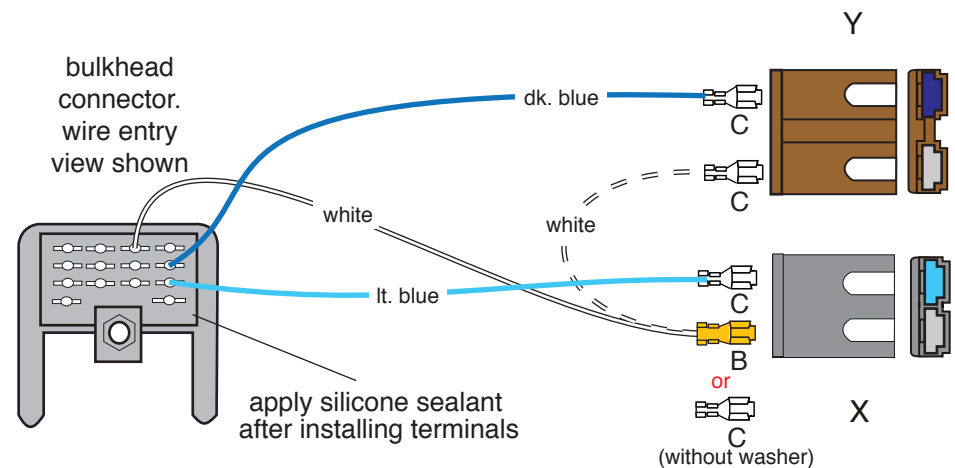 Y
bulkhead
connector.
wire entry
view shown
dk. blue
C
C
white
white
lt. blue
C
B
or
C
(without washer)
X
apply silicone sealant
after installing terminals